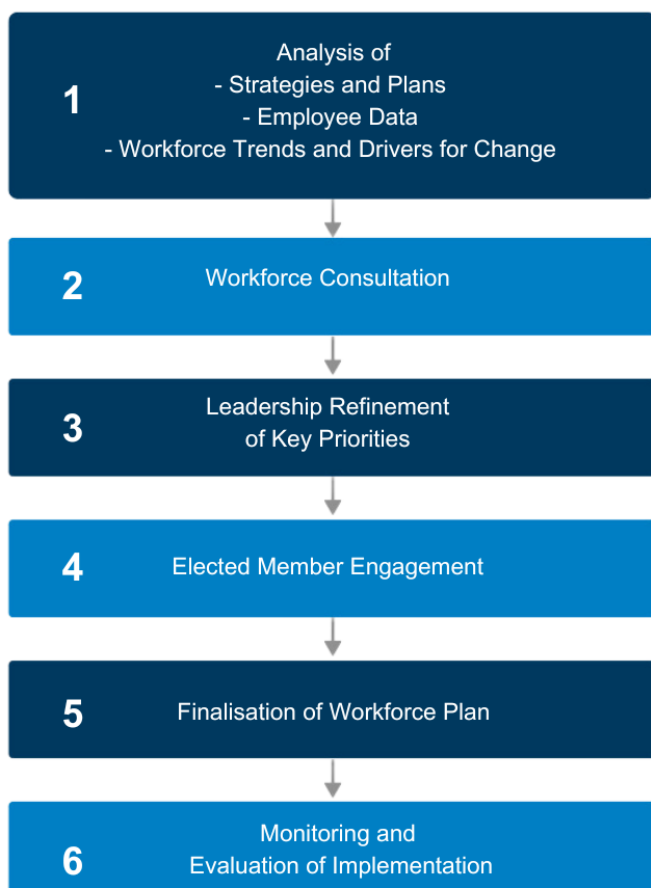 1
Analysis of
- Strategies and Plans
- Employee Data
- Workforce Trends and Drivers for Change
2
Workforce Consultation
3
Leadership Refinement
of Key Priorities
4
Elected Member Engagement
5
Finalisation of Workforce Plan
6
Monitoring and
Evaluation of Implementation